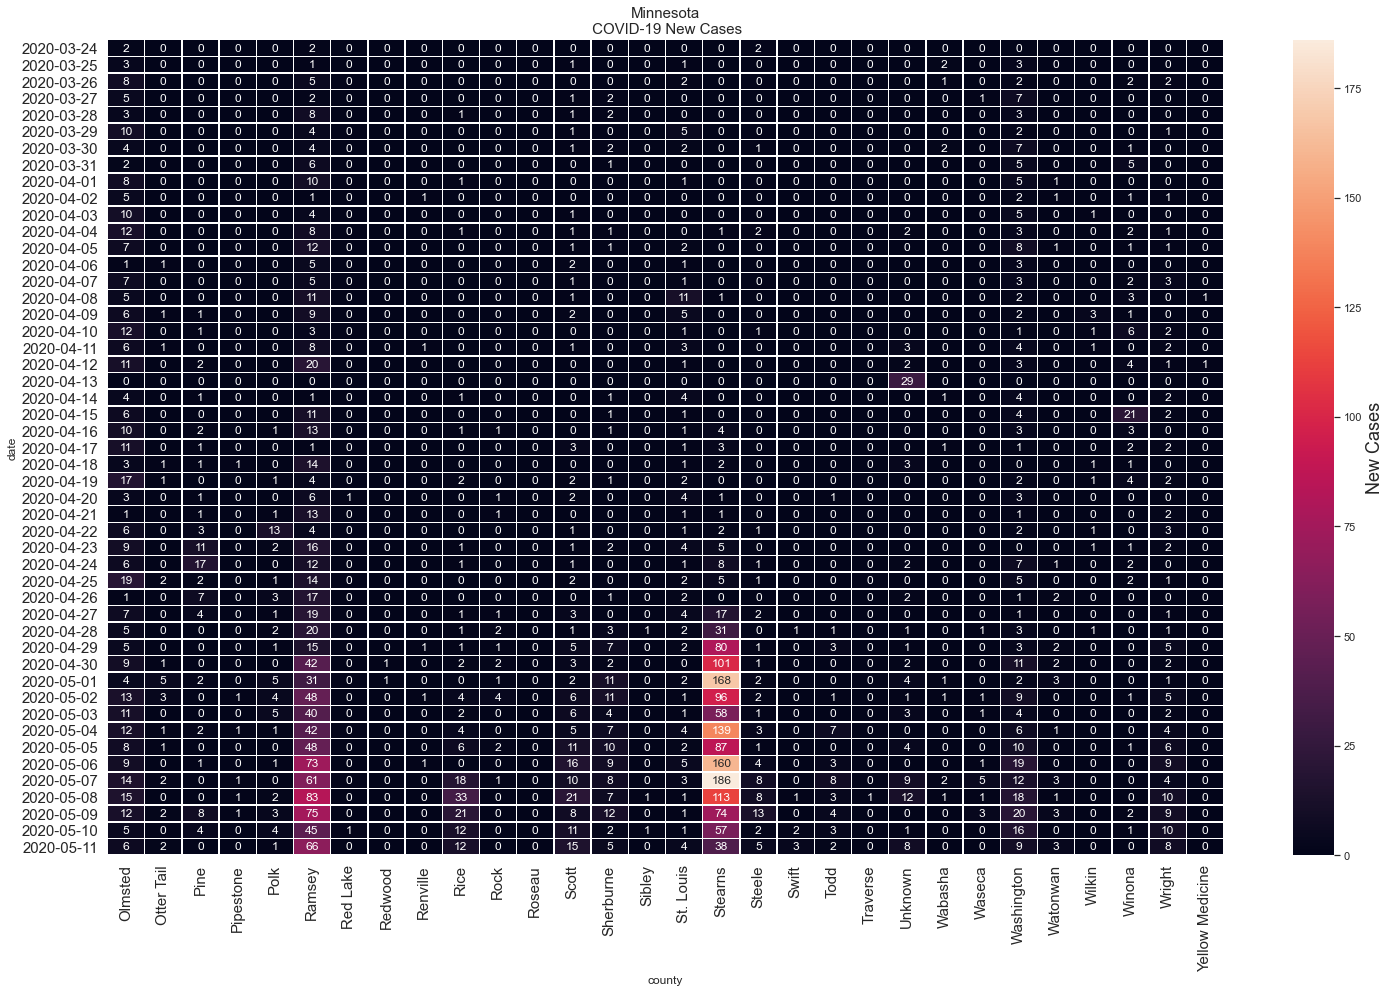 Minnesota
COVID-19 New Cases
2020-03-24 2 0 0 0 0 2 0 0 0 0 0 0 0 0 0 0 0 2 0 0 0 0 0 0 0 0 0 0 0 0
2020-03-25 3 0 0 0 0 1 0 0 0 0 0 0 1 0 0 1 0 0 0 0 0 0 2 0 3 0 0 0 0 0
2020-03-26 8 0 0 0 0 5 0 0 0 0 0 0 0 0 0 2 0 0 0 0 0 0 1 0 2 0 0 2 2 0
2020-03-27 5 0 0 0 0 2 0 0 0 0 0 0 1 2 0 0 0 0 0 0 0 0 0 1 7 0 0 0 0 0
2020-03-28 3 0 0 0 0 8 0 0 0 1 0 0 1 2 0 0 0 0 0 0 0 0 0 0 3 0 0 0 0 0
2020-03-29 10 0 0 0 0 4 0 0 0 0 0 0 1 0 0 5 0 0 0 0 0 0 0 0 2 0 0 0 1 0
2020-03-30 4 0 0 0 0 4 0 0 0 0 0 0 1 2 0 2 0 1 0 0 0 0 2 0 7 0 0 1 0 0
2020-03-31 2 0 0 0 0 6 0 0 0 0 0 0 0 1 0 0 0 0 0 0 0 0 0 0 5 0 0 5 0 0
2020-04-01 8 0 0 0 0 10 0 0 0 1 0 0 0 0 0 1 0 0 0 0 0 0 0 0 5 1 0 0 0 0
2020-04-02 5 0 0 0 0 1 0 0 1 0 0 0 0 0 0 0 0 0 0 0 0 0 0 0 2 1 0 1 1 0
2020-04-03 10 0 0 0 0 4 0 0 0 0 0 0 1 0 0 0 0 0 0 0 0 0 0 0 5 0 1 0 0 0
2020-04-04 12 0 0 0 0 8 0 0 0 1 0 0 1 1 0 0 1 2 0 0 0 2 0 0 3 0 0 2 1 0
2020-04-05 7 0 0 0 0 12 0 0 0 0 0 0 1 1 0 2 0 0 0 0 0 0 0 0 8 1 0 1 1 0
2020-04-06 1 1 0 0 0 5 0 0 0 0 0 0 2 0 0 1 0 0 0 0 0 0 0 0 3 0 0 0 0 0
2020-04-07 7 0 0 0 0 5 0 0 0 0 0 0 1 0 0 1 0 0 0 0 0 0 0 0 3 0 0 2 3 0
2020-04-08 5 0 0 0 0 11 0 0 0 0 0 0 1 0 0 11 1 0 0 0 0 0 0 0 2 0 0 3 0 1
2020-04-09 6 1 1 0 0 9 0 0 0 0 0 0 2 0 0 5 0 0 0 0 0 0 0 0 2 0 3 1 0 0
2020-04-10 12 0 1 0 0 3 0 0 0 0 0 0 0 0 0 1 0 1 0 0 0 0 0 0 1 0 1 6 2 0
2020-04-11 6 1 0 0 0 8 0 0 1 0 0 0 1 0 0 3 0 0 0 0 0 3 0 0 4 0 1 0 2 0
2020-04-12 11 0 2 0 0 20 0 0 0 0 0 0 0 0 0 1 0 0 0 0 0 2 0 0 3 0 0 4 1 1
2020-04-13 0 0 0 0 0 0 0 0 0 0 0 0 0 0 0 0 0 0 0 0 0 29 0 0 0 0 0 0 0 0
2020-04-14 4 0 1 0 0 1 0 0 0 1 0 0 0 1 0 4 0 0 0 0 0 0 1 0 4 0 0 0 2 0
2020-04-15 6 0 0 0 0 11 0 0 0 0 0 0 0 1 0 1 0 0 0 0 0 0 0 0 4 0 0 21 2 0
2020-04-16 10 0 2 0 1 13 0 0 0 1 1 0 0 1 0 1 4 0 0 0 0 0 0 0 3 0 0 3 0 0
2020-04-17 11 0 1 0 0 1 0 0 0 0 0 0 3 0 0 1 3 0 0 0 0 0 1 0 1 0 0 2 2 0
2020-04-18 3 1 1 1 0 14 0 0 0 0 0 0 0 0 0 1 2 0 0 0 0 3 0 0 0 0 1 1 0 0
2020-04-19 17 1 0 0 1 4 0 0 0 2 0 0 2 1 0 2 0 0 0 0 0 0 0 0 2 0 1 4 2 0
2020-04-20 3 0 1 0 0 6 1 0 0 0 1 0 2 0 0 4 1 0 0 1 0 0 0 0 3 0 0 0 0 0
2020-04-21 1 0 1 0 1 13 0 0 0 0 1 0 0 0 0 1 1 0 0 0 0 0 0 0 1 0 0 0 2 0
2020-04-22 6 0 3 0 13 4 0 0 0 0 0 0 1 0 0 1 2 1 0 0 0 0 0 0 2 0 1 0 3 0
2020-04-23 9 0 11 0 2 16 0 0 0 1 0 0 1 2 0 4 5 0 0 0 0 0 0 0 0 0 1 1 2 0
2020-04-24 6 0 17 0 0 12 0 0 0 1 0 0 1 0 0 1 8 1 0 0 0 2 0 0 7 1 0 2 0 0
2020-04-25 19 2 2 0 1 14 0 0 0 0 0 0 2 0 0 2 5 1 0 0 0 0 0 0 5 0 0 2 1 0
2020-04-26 1 0 7 0 3 17 0 0 0 0 0 0 0 1 0 2 0 0 0 0 0 2 0 0 1 2 0 0 0 0
2020-04-27 7 0 4 0 1 19 0 0 0 1 1 0 3 0 0 4 17 2 0 0 0 0 0 0 1 0 0 0 1 0
2020-04-28 5 0 0 0 2 20 0 0 0 1 2 0 1 3 1 2 31 0 1 1 0 1 0 1 3 0 1 0 1 0
2020-04-29 5 0 0 0 1 15 0 0 1 1 1 0 5 7 0 2 80 1 0 3 0 1 0 0 3 2 0 0 5 0
2020-04-30 9 1 0 0 0 42 0 1 0 2 2 0 3 2 0 0 101 1 0 0 0 2 0 0 11 2 0 0 2 0
2020-05-01 4 5 2 0 5 31 0 1 0 0 1 0 2 11 0 2 168 2 0 0 0 4 1 0 2 3 0 0 1 0
2020-05-02 13 3 0 1 4 48 0 0 1 4 4 0 6 11 0 1 96 2 0 1 0 1 1 1 9 0 0 1 5 0
2020-05-03 11 0 0 0 5 40 0 0 0 2 0 0 6 4 0 1 58 1 0 0 0 3 0 1 4 0 0 0 2 0
2020-05-04 12 1 2 1 1 42 0 0 0 4 0 0 5 7 0 4 139 3 0 7 0 0 0 0 6 1 0 0 4 0
2020-05-05 8 1 0 0 0 48 0 0 0 6 2 0 11 10 0 2 87 1 0 0 0 4 0 0 10 0 0 1 6 0
2020-05-06 9 0 1 0 1 73 0 0 1 0 0 0 16 9 0 5 160 4 0 3 0 0 0 1 19 0 0 0 9 0
2020-05-07 14 2 0 1 0 61 0 0 0 18 1 0 10 8 0 3 186 8 0 8 0 9 2 5 12 3 0 0 4 0
2020-05-08 15 0 0 1 2 83 0 0 0 33 0 0 21 7 1 1 113 8 1 3 1 12 1 1 18 1 0 0 10 0
2020-05-09 12 2 8 1 3 75 0 0 0 21 0 0 8 12 0 1 74 13 0 4 0 0 0 3 20 3 0 2 9 0
2020-05-10 5 0 4 0 4 45 1 0 0 12 0 0 11 2 1 1 57 2 2 3 0 1 0 0 16 0 0 1 10 0
2020-05-11 6 2 0 0 1 66 0 0 0 12 0 0 15 5 0 4 38 5 3 2 0 8 0 0 9 3 0 0 8 0
date
Olmsted
Otter Tail
Pine
Pipestone
Polk
Ramsey
Red Lake
Redwood
Renville
Rice
Rock
Roseau
Scott
Sherburne
Sibley
St. Louis
Stearns
Steele
Swift
Todd
Traverse
Unknown
Wabasha
Waseca
Washington
Watonwan
Wilkin
Winona
Wright
Yellow Medicine
county
175
150
125
100
75
50
25
0
New Cases